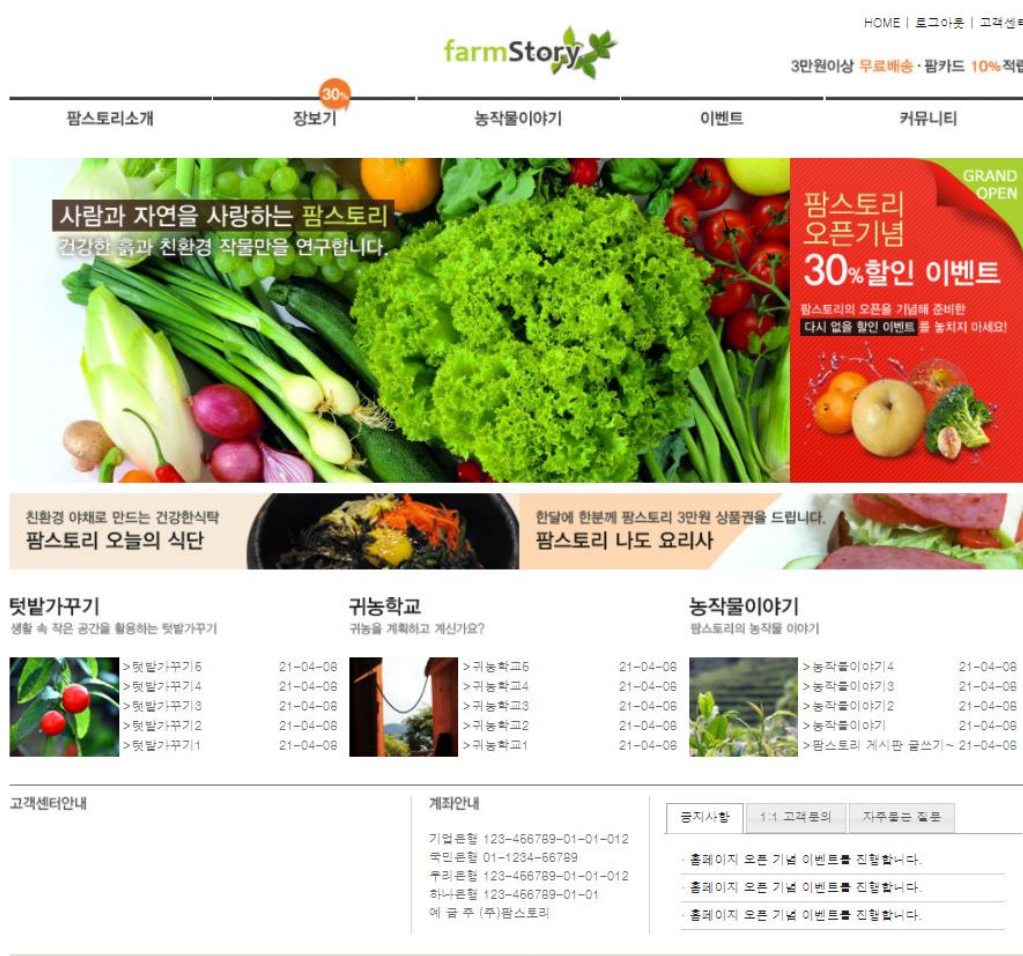 HOME | 로그아웃 | 고객센터
farmStory
3만원이상 무료배송 · 팜카드 10%적립
30%
팜스토리소개 장보기 농작물이야기 이벤트 커뮤니티
사람과 자연을 사랑하는 팜스토리
건강한 흙과 친환경 작물만을 연구합니다.
GRAND
OPEN
팜스토리
오픈기념
30%할인 이벤트
팜스토리의 오픈을 기념해 준비한
다시 없을 할인 이벤트 를 놓치지 마세요!
친환경 야채로 만드는 건강한식탁
팜스토리 오늘의 식단
한달에 한분께 팜스토리 3만원 상품권을 드립니다.
팜스토리 나도 요리사
텃밭가꾸기
생활 속 작은 공간을 활용하는 텃밭가꾸기
>텃밭가꾸기6 21-04-08
>텃밭가꾸기4 21-04-08
>텃밭가꾸기3 21-04-08
>텃밭가꾸기2 21-04-08
>텃밭가꾸기1 21-04-08
귀농학교
귀농을 계획하고 계신가요?
>귀농학교6 21-04-08
>귀농학교4 21-04-08
>귀농학교3 21-04-08
>귀농학교2 21-04-08
>귀농학교1 21-04-08
농작물이야기
팜스토리의 농작물 이야기
>농작물이야기4 21-04-08
>농작물이야기3 21-04-08
>농작물이야기2 21-04-08
>농작물이야기 21-04-08
>팜스토리 게시판 글쓰기~ 21-04-08
고객센터안내
계좌안내
기업은행 123-456789-01-01-012
국민은행 01-1234-56789
우리은행 123-456789-01-01-012
하나은행 123-456789-01-01
예 금 주 (주)팜스토리
공지사항 1:1 고객문의 자주묻는 질문
· 홈페이지 오픈 기념 이벤트를 진행합니다.
· 홈페이지 오픈 기념 이벤트를 진행합니다.
· 홈페이지 오픈 기념 이벤트를 진행합니다.